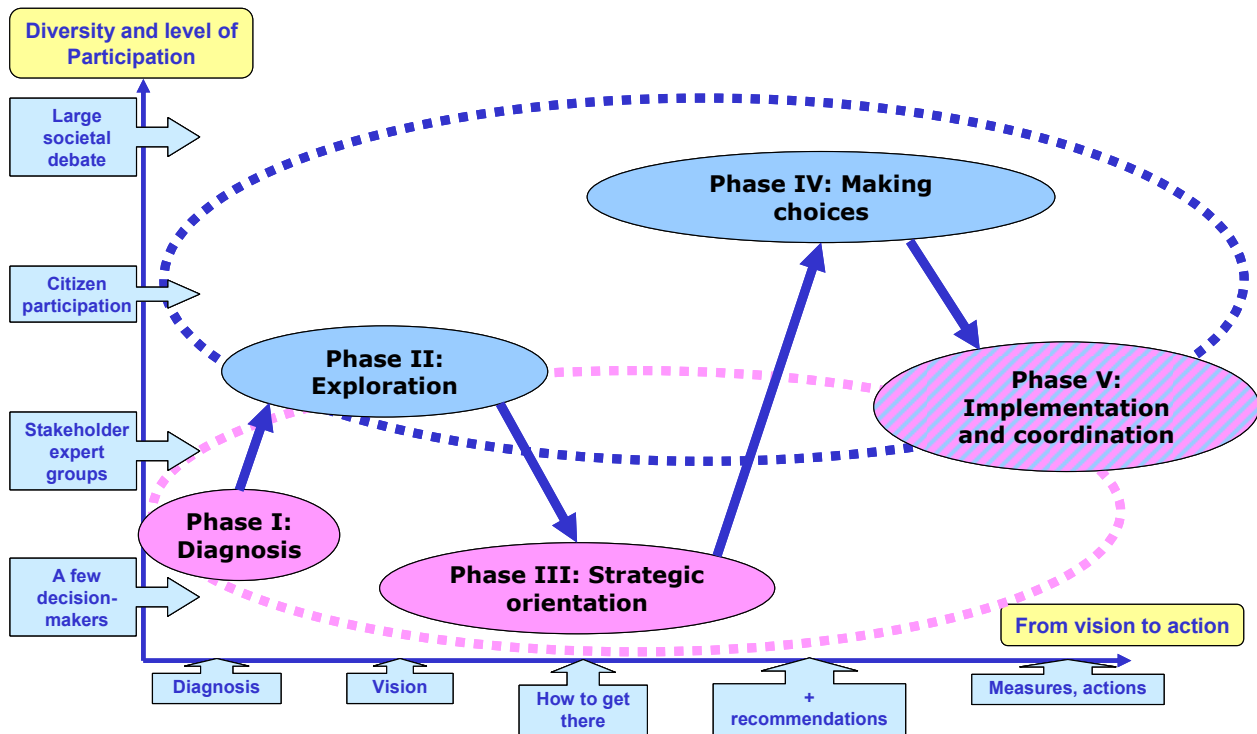 Diversity and level of
Participation
Large
societal
debate
Phase IV: Making
choices
Citizen
participation
Phase II:
Exploration
Phase V:
Implementation
and coordination
Stakeholder
expert
groups
Phase I:
Diagnosis
Phase III: Strategic
orientation
A few
decision-
makers
From vision to action
Diagnosis
Vision
How to get
there
+
recommendations
Measures, actions